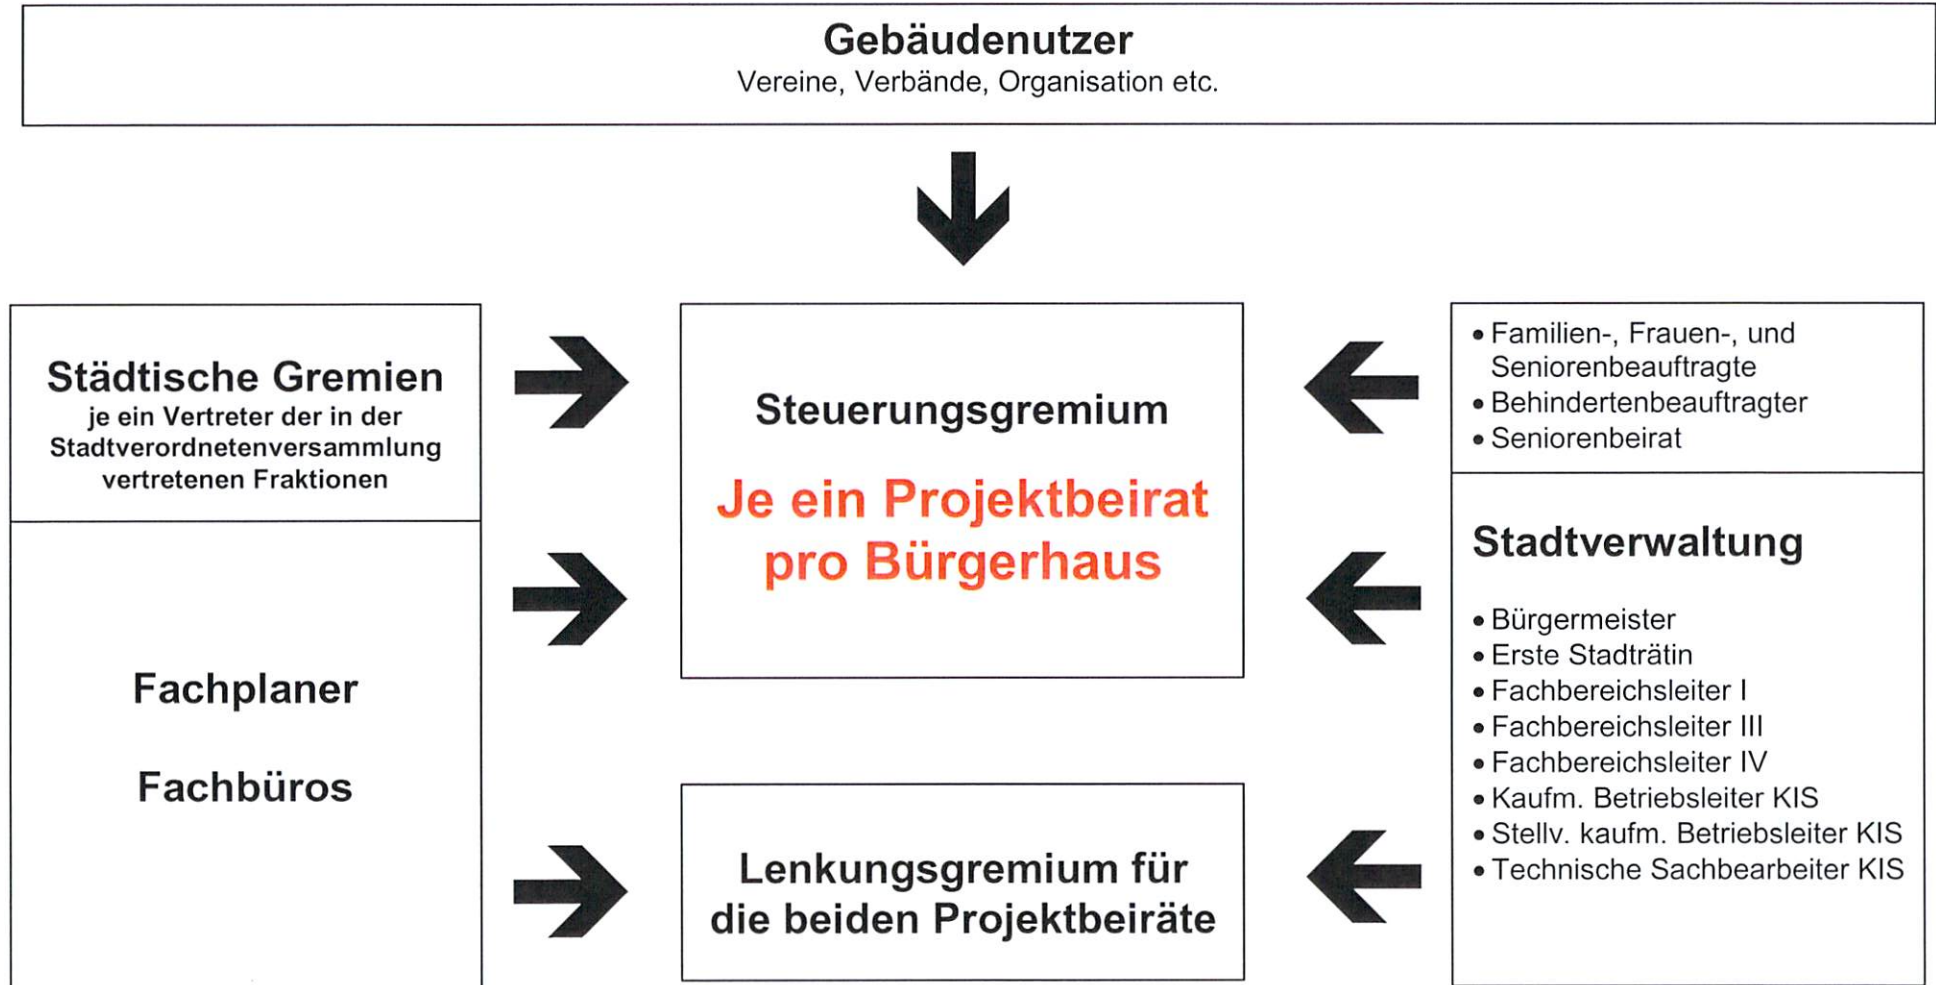 Gebäudenutzer
Vereine, Verbände, Organisation etc.
Städtische Gremien
je ein Vertreter der in der
Stadtverordnetenversammlung
vertretenen Fraktionen
Fachplaner
Fachbüros
Steuerungsgremium
Je ein Projektbeirat
pro Bürgerhaus
Lenkungsgremium für
die beiden Projektbeiräte
• Familien-, Frauen-, und
Seniorenbeauftragte
• Behindertenbeauftragter
• Seniorenbeirat
Stadtverwaltung
• Bürgermeister
• Erste Stadträtin
• Fachbereichsleiter I
• Fachbereichsleiter III
• Fachbereichsleiter IV
• Kaufm. Betriebsleiter KIS
• Stellv. kaufm. Betriebsleiter KIS
• Technische Sachbearbeiter KIS